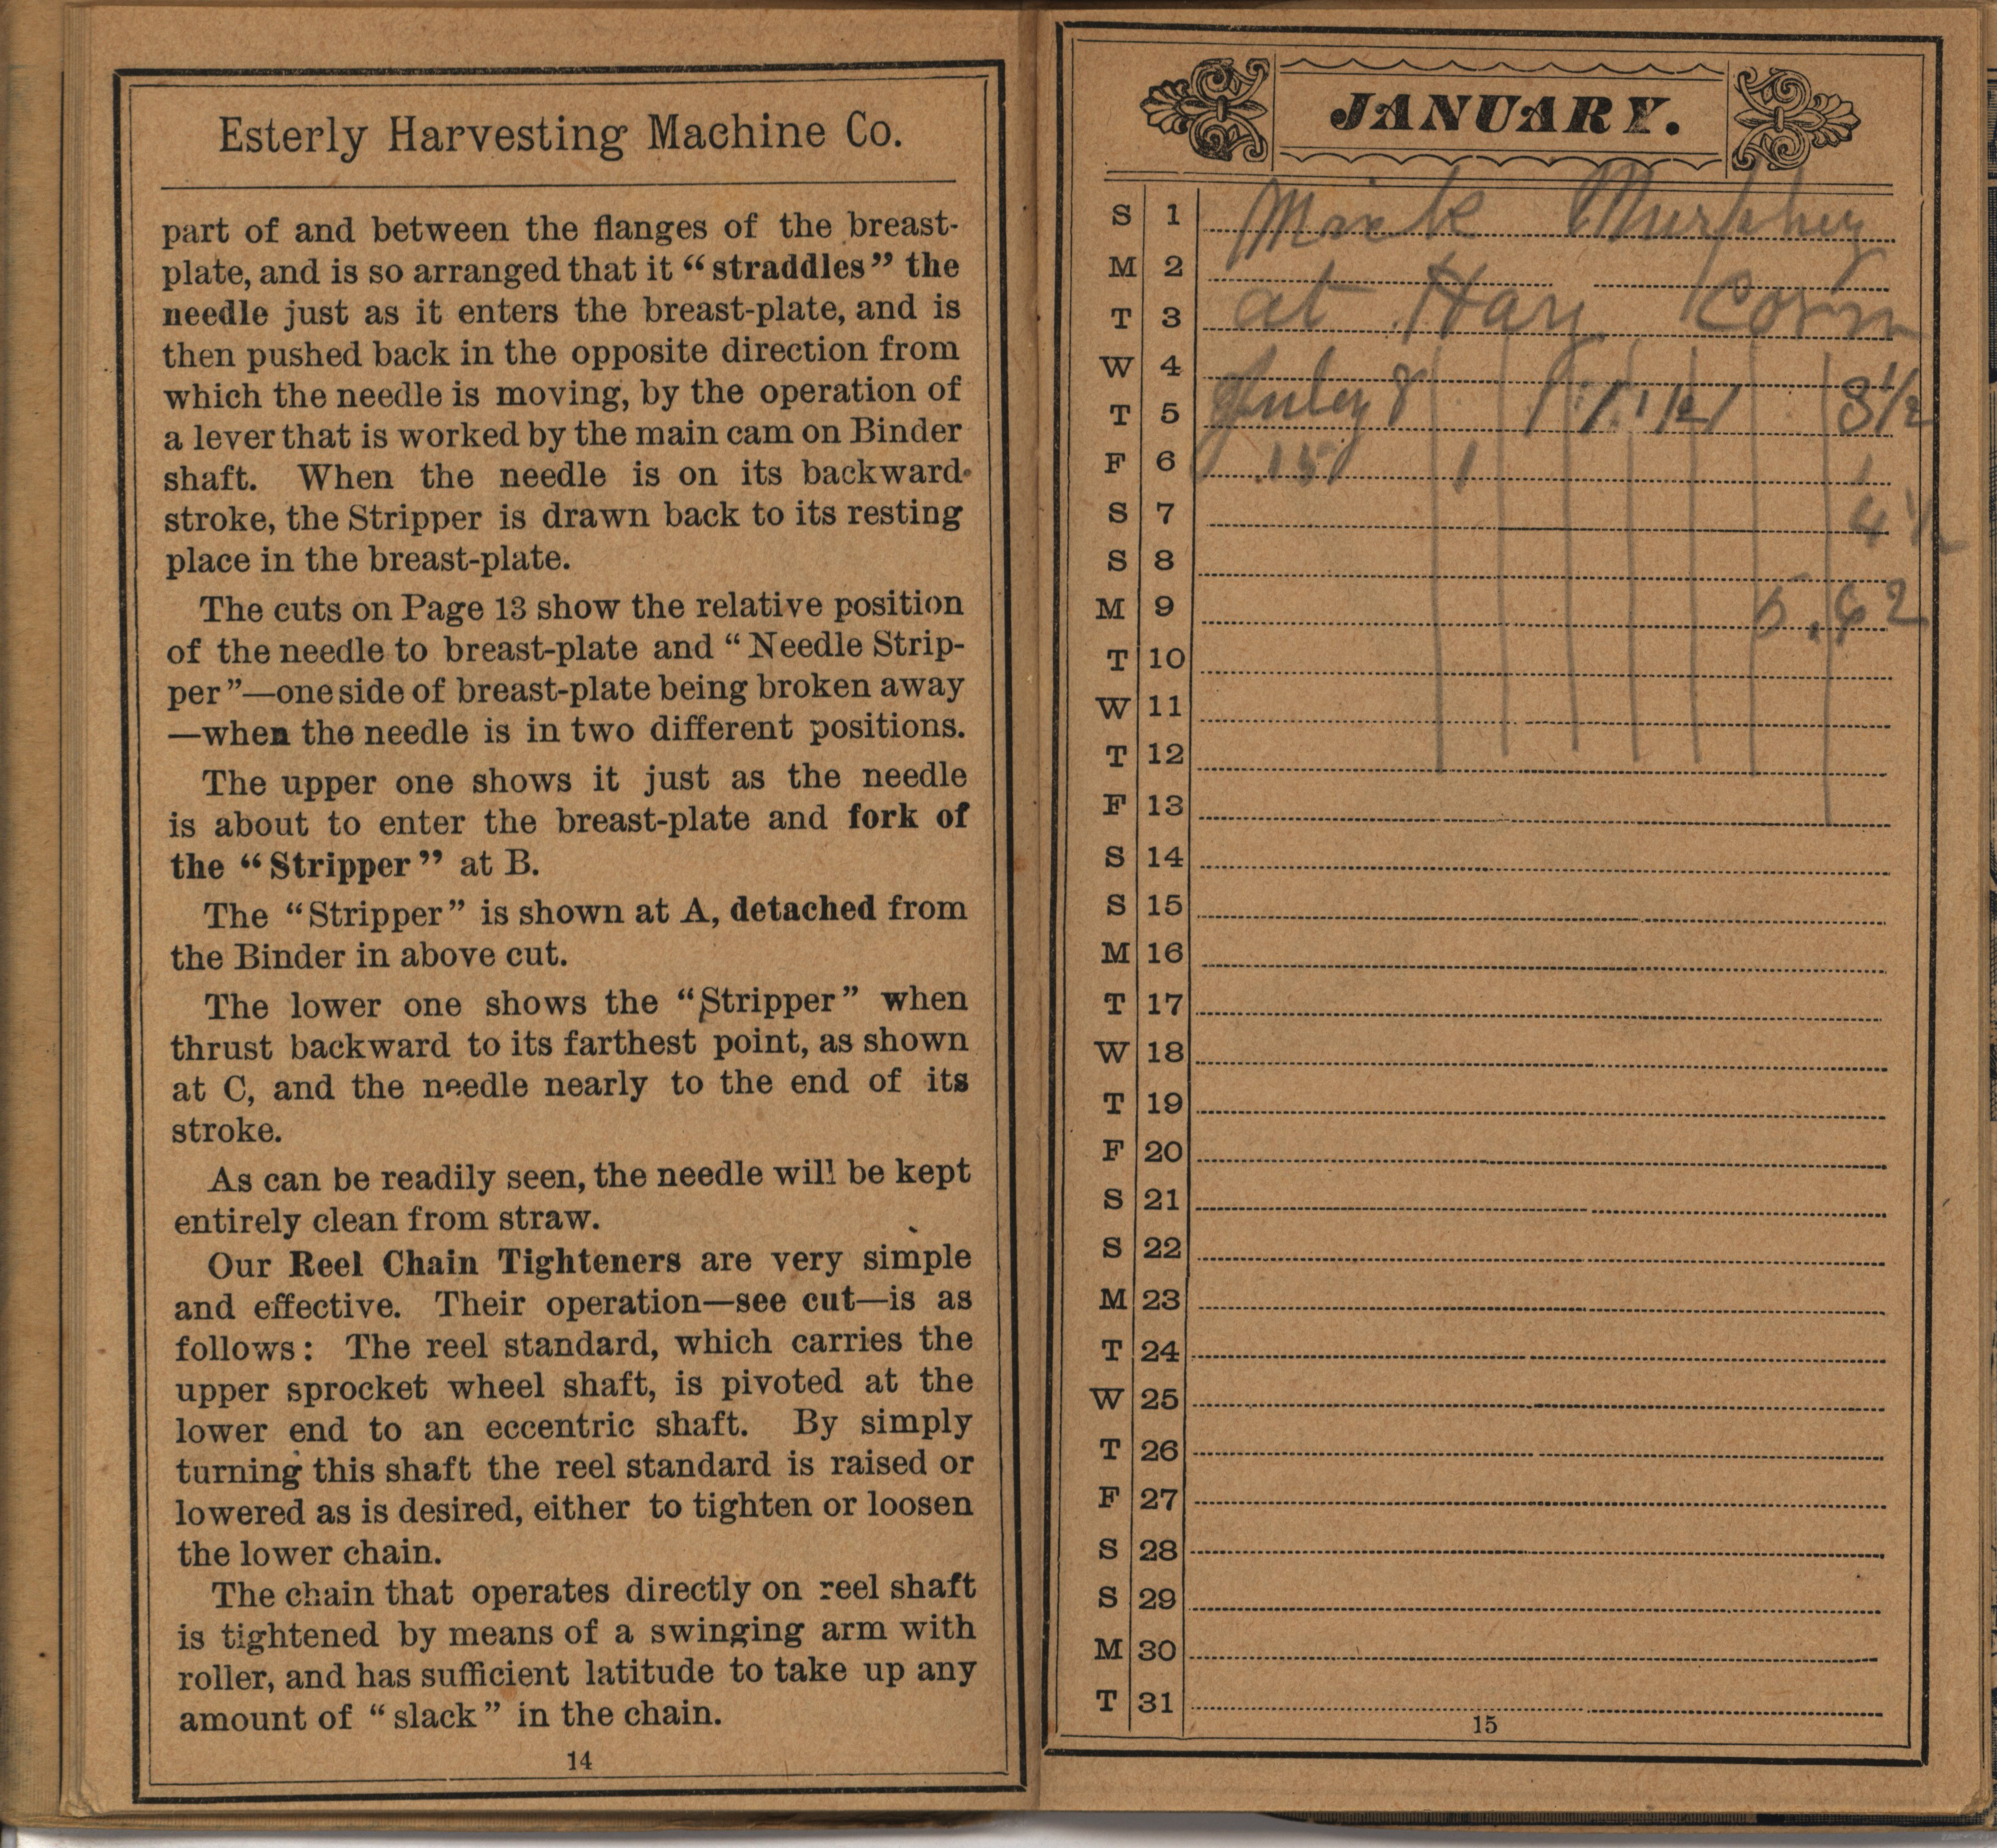 Esterly Harvesting Machine Co.
part of and between the flanges of the breast-
plate, and is so arranged that it “straddles” the
needle just as it enters the breast-plate, and is
then pushed back in the opposite direction from
which the needle is moving, by the operation of
a lever that is worked by the main cam on Binder
shaft. When the needle is on its backward
stroke, the Stripper is drawn back to its resting
place in the breast-plate.
The cuts on Page 13 show the relative position
of the needle to breast-plate and “Needle Strip-
per”—one side of breast-plate being broken away
—when the needle is in two different positions.
The upper one shows it just as the needle
is about to enter the breast-plate and fork of
the “Stripper” at B.
The “Stripper” is shown at A, detached from
the Binder in above cut.
The lower one shows the “Stripper” when
thrust backward to its farthest point, as shown
at C, and the needle nearly to the end of its
stroke.
As can be readily seen, the needle will be kept
entirely clean from straw.
Our Reel Chain Tighteners are very simple
and effective. Their operation—see cut—is as
follows: The reel standard, which carries the
upper sprocket wheel shaft, is pivoted at the
lower end to an eccentric shaft. By simply
turning this shaft the reel standard is raised or
lowered as is desired, either to tighten or loosen
the lower chain.
The chain that operates directly on reel shaft
is tightened by means of a swinging arm with
roller, and has sufficient latitude to take up any
amount of “slack” in the chain.
14
JANUARY.
S 1 Mick Murphey
M 2
T 3 at Hay Corn
W 4
T 5 July 8 1 1 1/2 3 1/2
F 6 15 1 1
S 7 4 1/2
S 8
M 9 5.62
T 10
W 11
T 12
F 13
S 14
S 15
M 16
T 17
W 18
T 19
F 20
S 21
S 22
M 23
T 24
W 25
T 26
F 27
S 28
S 29
M 30
T 31
15